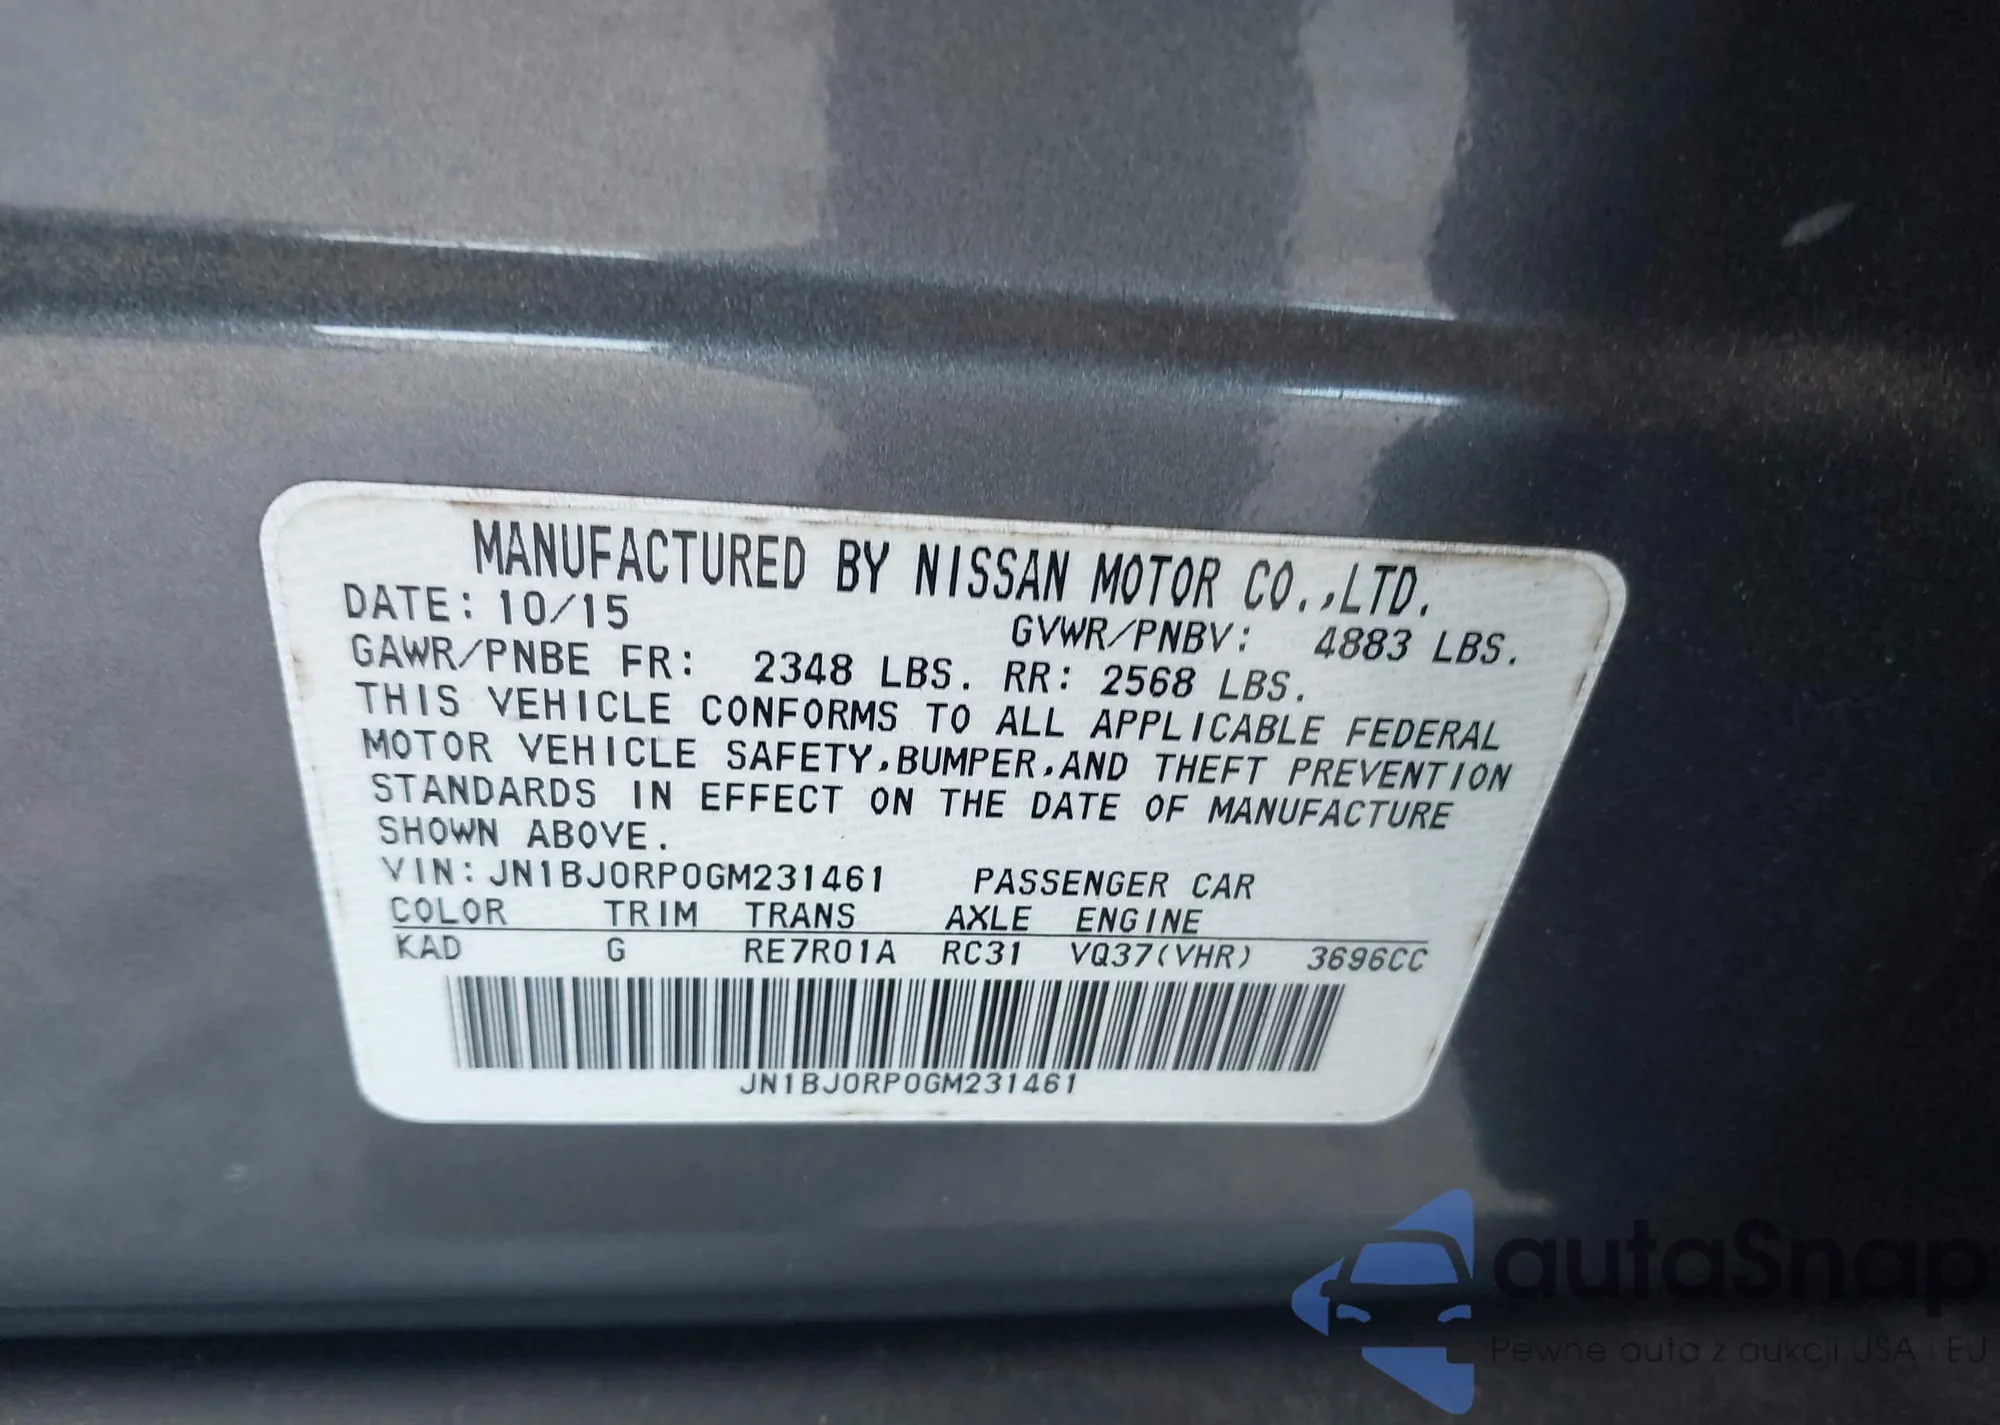 MANUFACTURED BY NISSAN MOTOR CO.,LTD.
DATE: 10/15
GVWR/PNBV: 4883 LBS.
GAWR/PNBE FR: 2348 LBS. RR: 2568 LBS.
THIS VEHICLE CONFORMS TO ALL APPLICABLE FEDERAL
MOTOR VEHICLE SAFETY,BUMPER,AND THEFT PREVENTION
STANDARDS IN EFFECT ON THE DATE OF MANUFACTURE
SHOWN ABOVE.
VIN: JN1BJ0RP0GM231461 PASSENGER CAR
COLOR TRIM TRANS AXLE ENGINE
KAD G RE7R01A RC31 VQ37(VHR) 3696CC
JN1BJ0RP0GM231461
autaSnap
Pewne auta z aukcji USA i EU